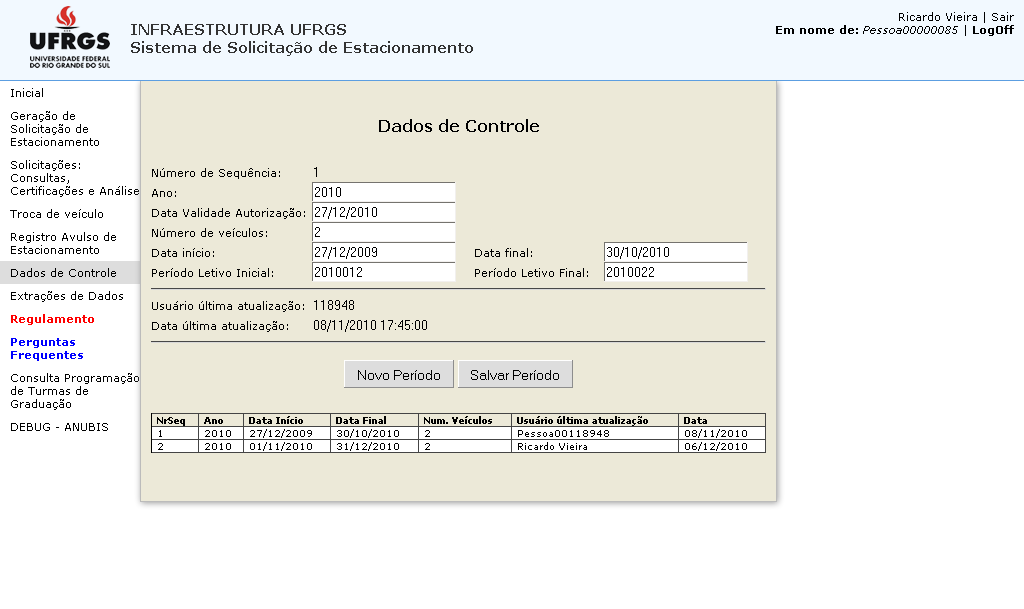 UFRGS
UNIVERSIDADE FEDERAL
DO RIO GRANDE DO SUL
INFRAESTRUTURA UFRGS
Sistema de Solicitação de Estacionamento
Ricardo Vieira | Sair
Em nome de: Pessoa00000085 | LogOff
Inicial
Geração de
Solicitação de
Estacionamento
Solicitações:
Consultas,
Certificações e Análise
Troca de veículo
Registro Avulso de
Estacionamento
Dados de Controle
Extrações de Dados
Regulamento
Perguntas
Frequentes
Consulta Programação
de Turmas de
Graduação
DEBUG - ANUBIS
Dados de Controle
Número de Sequência: 1
Ano: 2010
Data Validade Autorização: 27/12/2010
Número de veículos: 2
Data início: 27/12/2009 Data final: 30/10/2010
Período Letivo Inicial: 2010012 Período Letivo Final: 2010022
Usuário última atualização: 118948
Data última atualização: 08/11/2010 17:45:00
Novo Período Salvar Período
NrSeq Ano Data Início Data Final Num. Veículos Usuário última atualização Data
1 2010 27/12/2009 30/10/2010 2 Pessoa00118948 08/11/2010
2 2010 01/11/2010 31/12/2010 2 Ricardo Vieira 06/12/2010